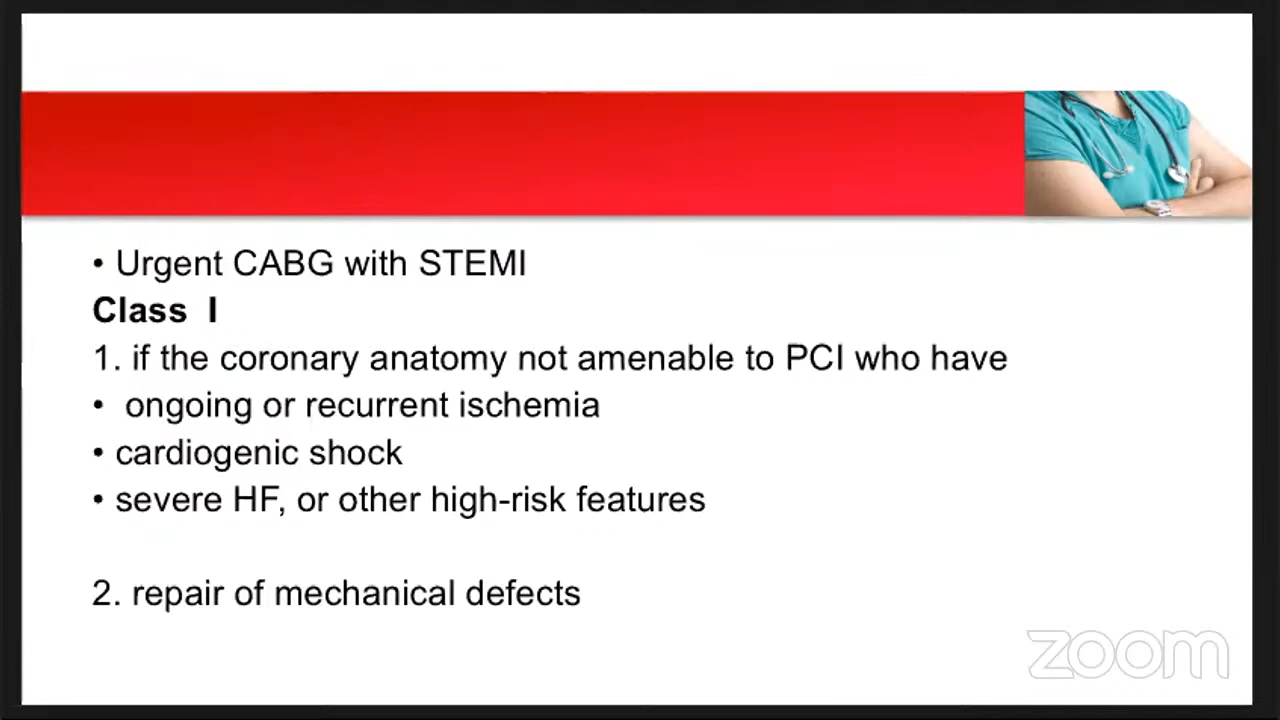 • Urgent CABG with STEMI
Class I
1. if the coronary anatomy not amenable to PCI who have
• ongoing or recurrent ischemia
• cardiogenic shock
• severe HF, or other high-risk features
2. repair of mechanical defects
zoom